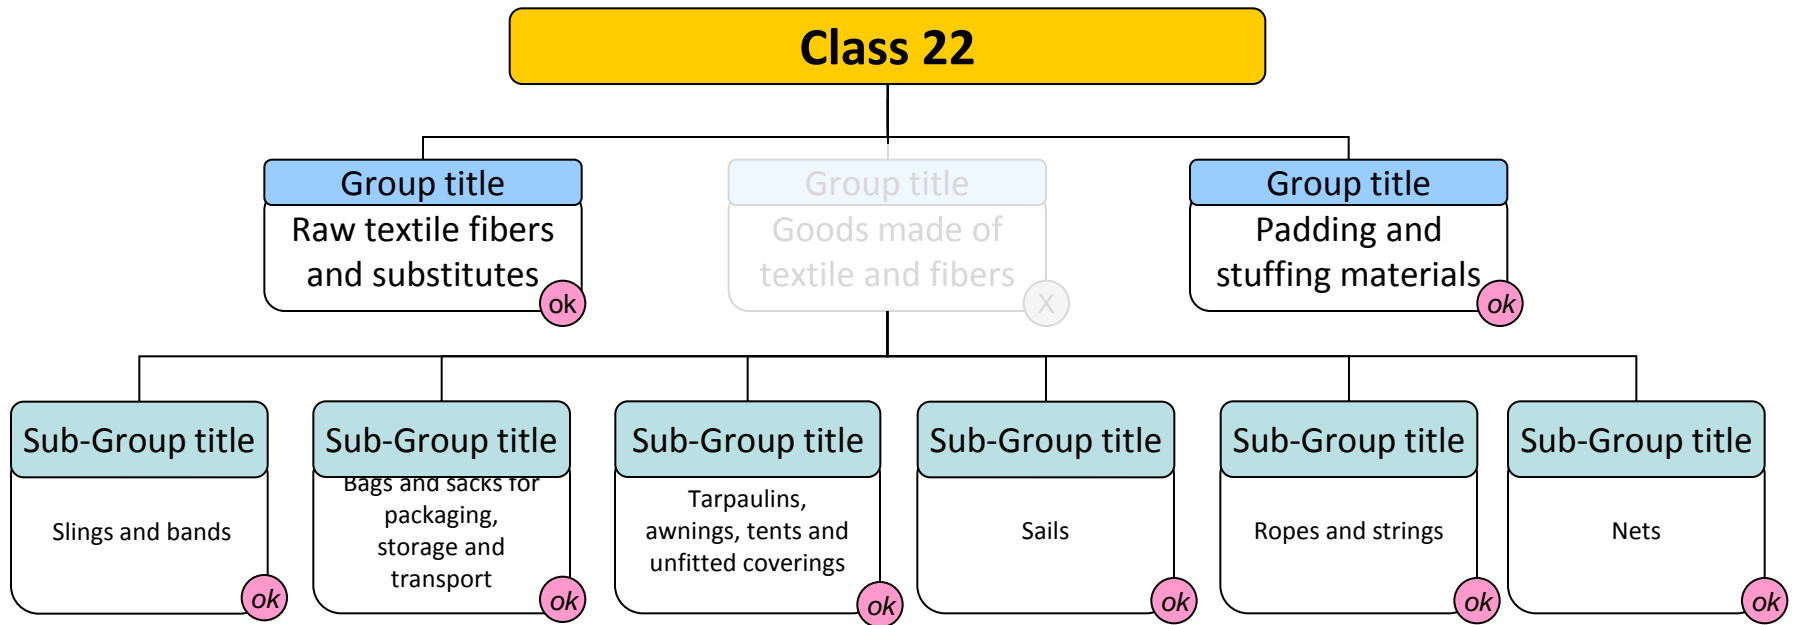 Class 22
Group title
Raw textile fibers
and substitutes
ok
Group title
Goods made of
textile and fibers
X
Group title
Padding and
stuffing materials
ok
Sub-Group title
Slings and bands
ok
Sub-Group title
Bags and sacks for
packaging,
storage and
transport
ok
Sub-Group title
Tarpaulins,
awnings, tents and
unfitted coverings
ok
Sub-Group title
Sails
ok
Sub-Group title
Ropes and strings
ok
Sub-Group title
Nets
ok